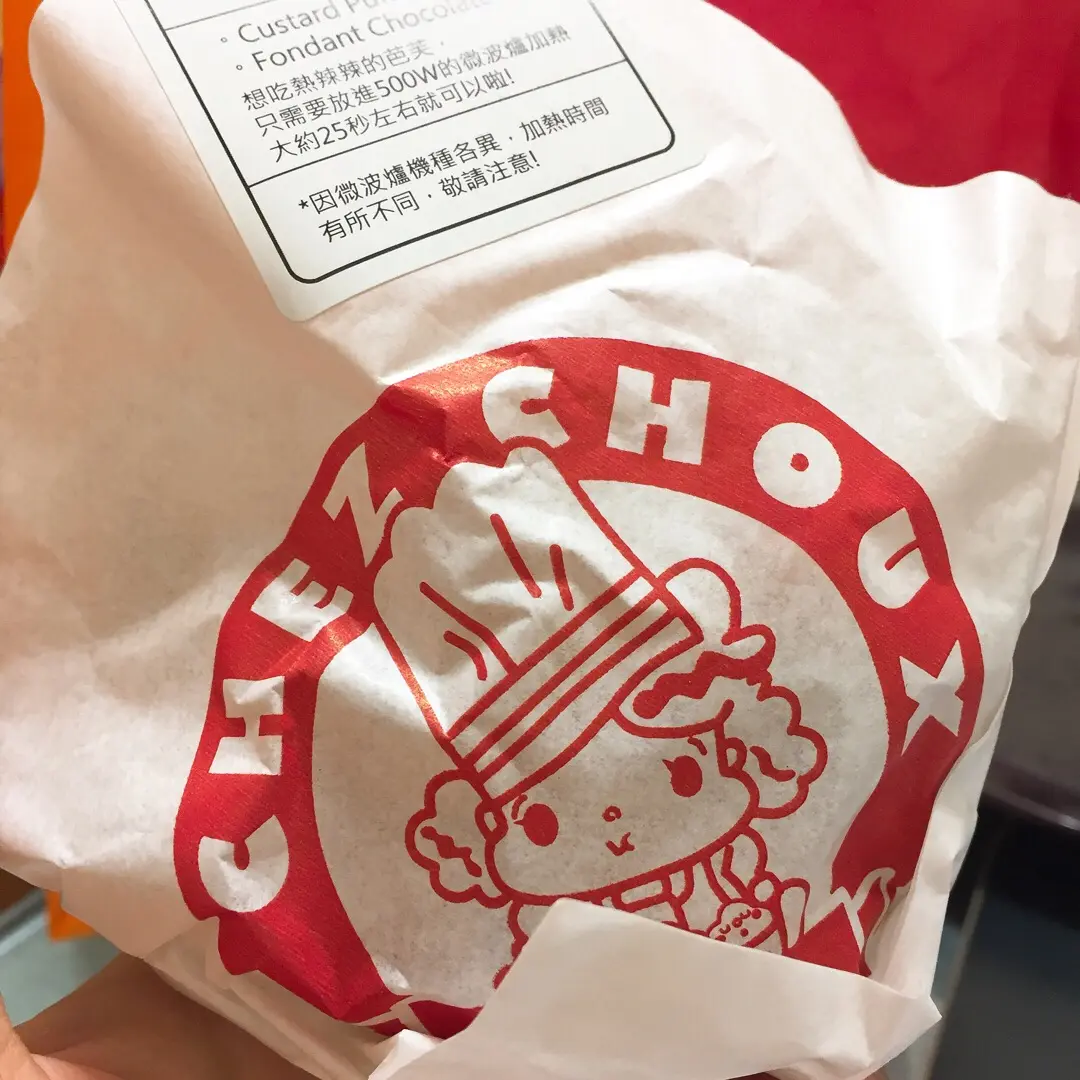 。Custard
。Fondant Chocolate
想吃熱辣辣的芭芙，
只需要放進500W的微波爐加熱
大約25秒左右就可以啦!
*因微波爐機種各異，加熱時間
有所不同，敬請注意!
CHEZ CHOUX